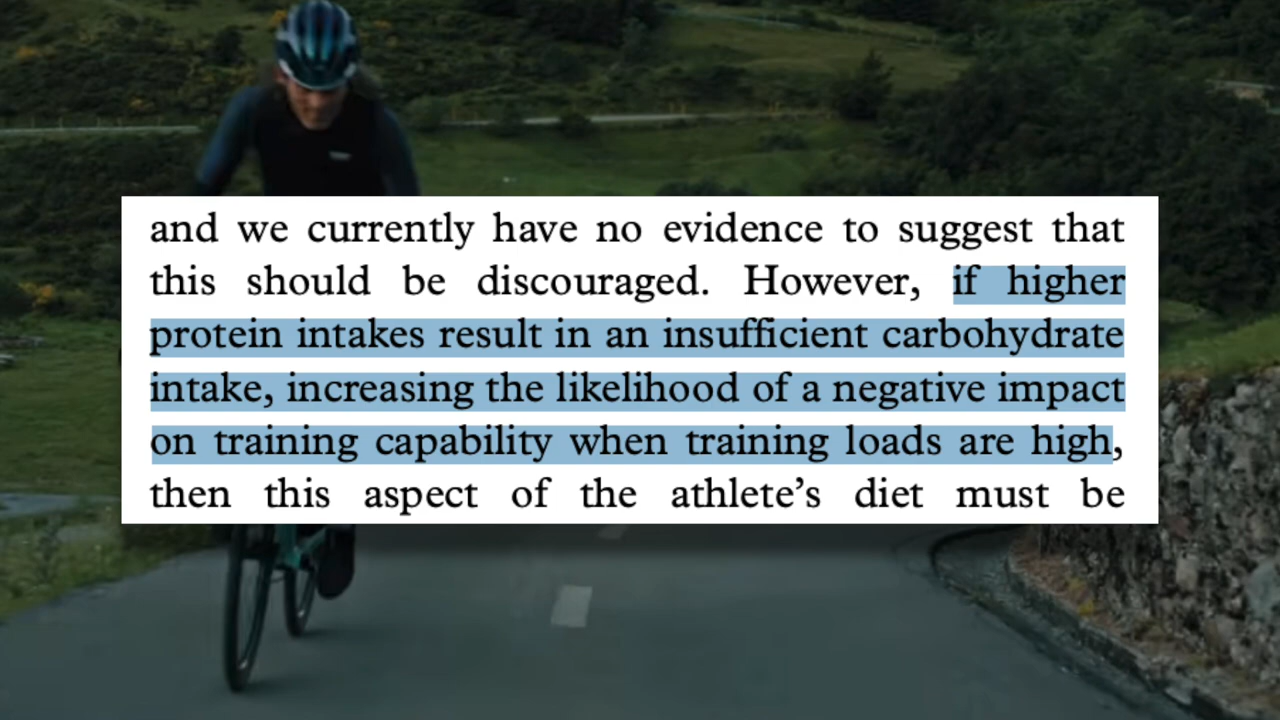 and we currently have no evidence to suggest that
this should be discouraged. However, if higher
protein intakes result in an insufficient carbohydrate
intake, increasing the likelihood of a negative impact
on training capability when training loads are high,
then this aspect of the athlete’s diet must be